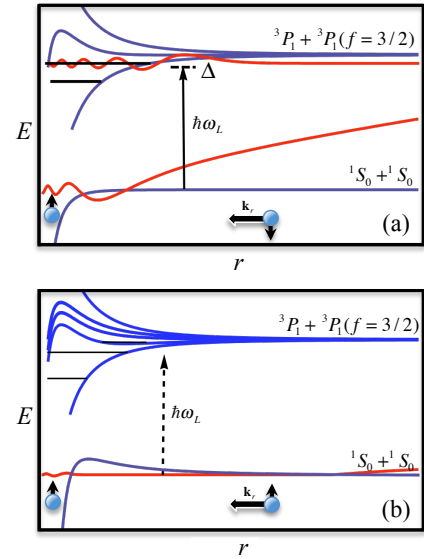 (a)
³P₁ + ³P₁(f = 3/2)
Δ
E
ħω_L
¹S₀ + ¹S₀
k_r
r
³P₁ + ³P₁(f = 3/2)
E
ħω_L
¹S₀ + ¹S₀
k_r
(b)
r